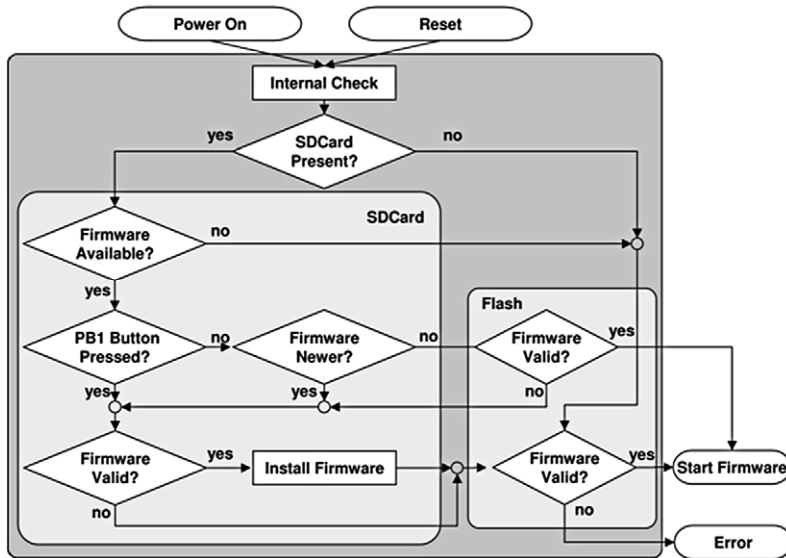 Power On
Reset
Internal Check
yes
no
SDCard
Present?
SDCard
Firmware
Available?
no
yes
Flash
PB1 Button
Pressed?
no
Firmware
Newer?
no
Firmware
Valid?
yes
yes
yes
no
Firmware
Valid?
yes
Install Firmware
Firmware
Valid?
yes
Start Firmware
no
no
Error